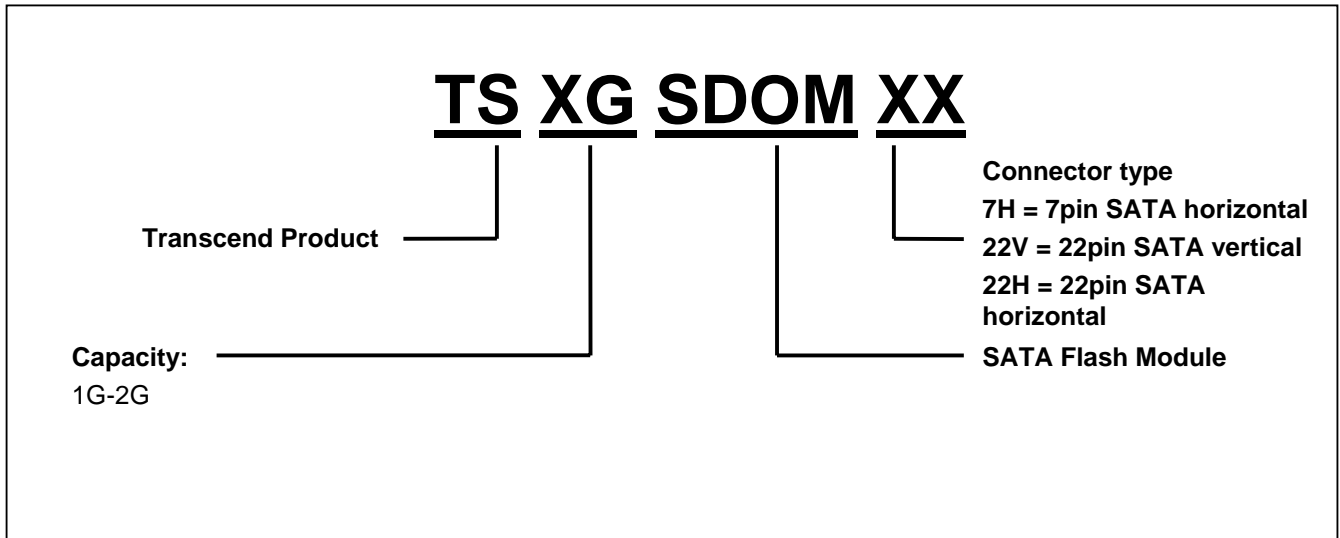 TS XG SDOM XX
Connector type
7H = 7pin SATA horizontal
Transcend Product
22V = 22pin SATA vertical
22H = 22pin SATA
horizontal
Capacity:
SATA Flash Module
1G-2G